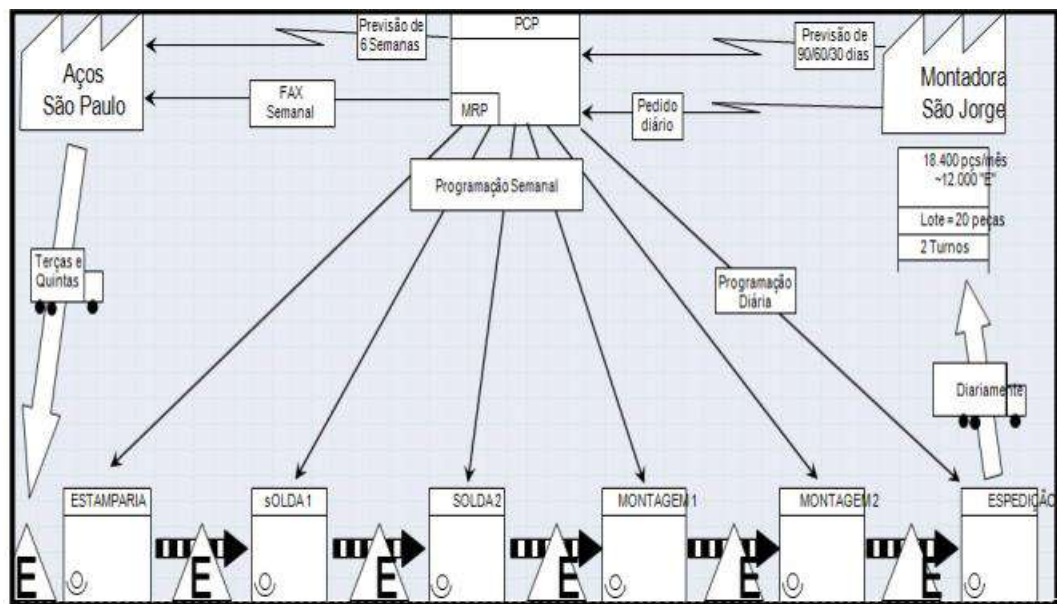 Aços
São Paulo
Previsão de
6 Semanas
FAX
Semanal
PCP
MRP
Previsão de
90/60/30 dias
Pedido
diário
Montadora
São Jorge
18.400 pçs/mês
~12.000 "E"
Lote = 20 peças
2 Turnos
Programação Semanal
Terças e
Quintas
Programação
Diária
Diariamente
ESTAMPARIA
sOLDA 1
SOLDA 2
MONTAGEM 1
MONTAGEM 2
ESPEDIÇÃO
E
E
E
E
E
E